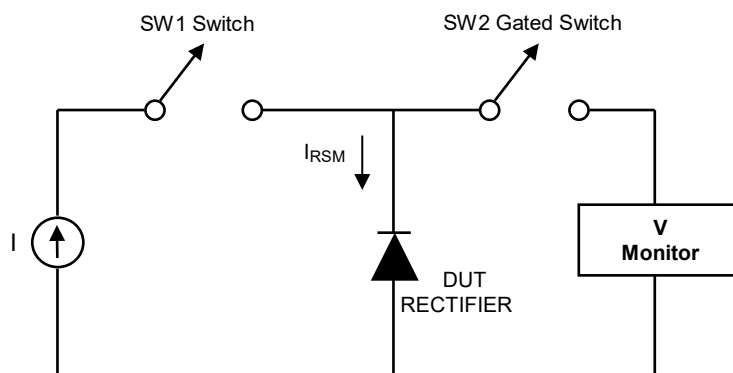 SW1 Switch
SW2 Gated Switch
IRSM
I
V
Monitor
DUT
RECTIFIER